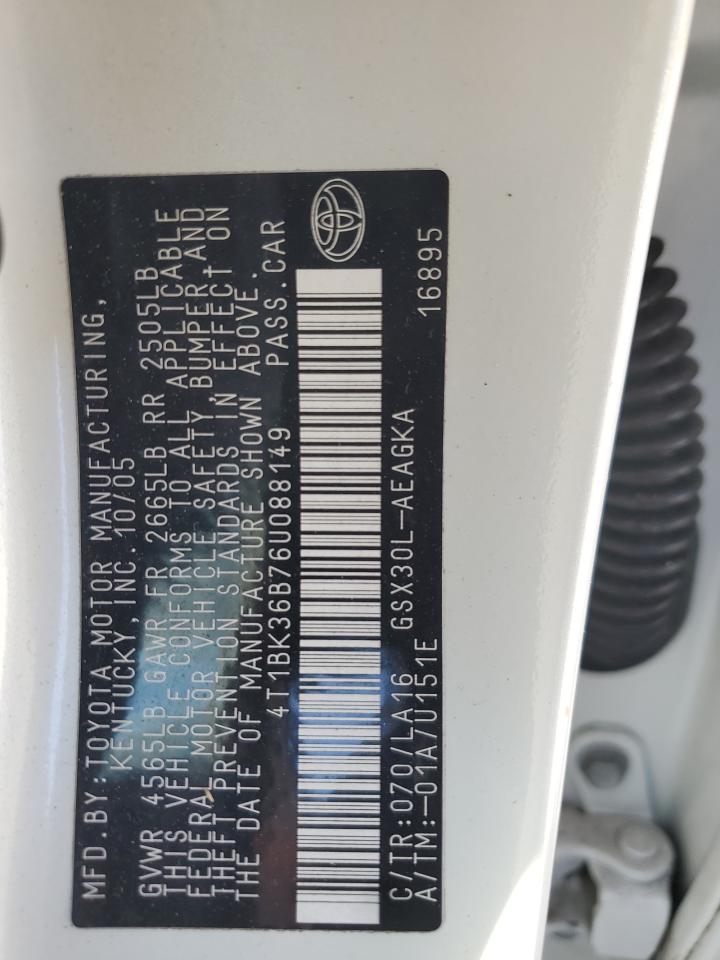 MFD.BY:TOYOTA MOTOR MANUFACTURING,
KENTUCKY,INC. 10/05
GVWR 4565LB GAWR FR 2665LB RR 2505LB
THIS VEHICLE CONFORMS TO ALL APPLICABLE
FEDERAL MOTOR VEHICLE SAFETY,BUMPER,AND
THEFT PREVENTION STANDARDS IN EFFECT ON
THE DATE OF MANUFACTURE SHOWN ABOVE.
4T1BK36B76U088149 PASS.CAR
C/TR:070/LA16 GSX30L-AEAGKA
A/TM:-01A/U151E 16895